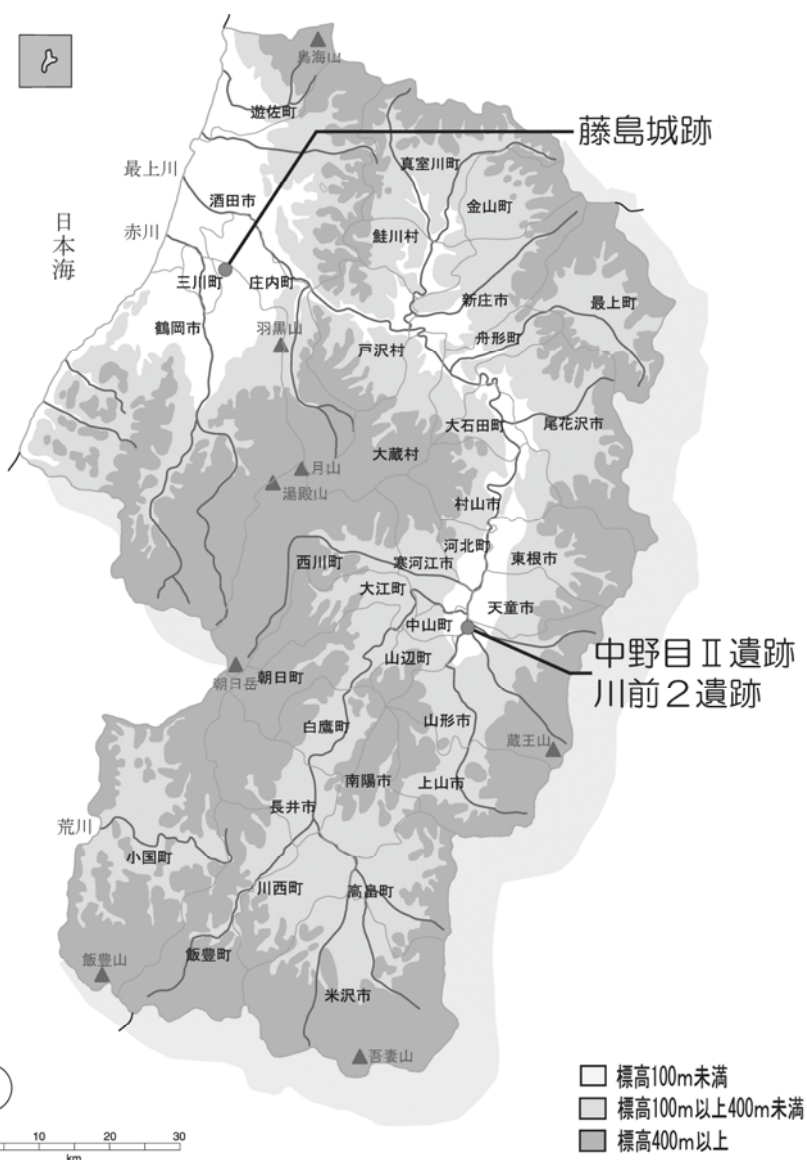 鳥海山
遊佐町
藤島城跡
真室川町
最上川
酒田市
金山町
日本海
赤川
鮭川村
三川町
庄内町
新庄市
最上町
鶴岡市
羽黒山
舟形町
戸沢村
大石田町
尾花沢市
大蔵村
月山
湯殿山
村山市
河北町
西川町
寒河江市
東根市
大江町
天童市
中山町
中野目Ⅱ遺跡
川前2遺跡
山辺町
朝日岳
朝日町
白鷹町
山形市
蔵王山
南陽市
上山市
長井市
荒川
小国町
川西町
高畠町
飯豊山
飯豊町
米沢市
吾妻山
標高100m未満
標高100m以上400m未満
標高400m以上
10 20 30
km